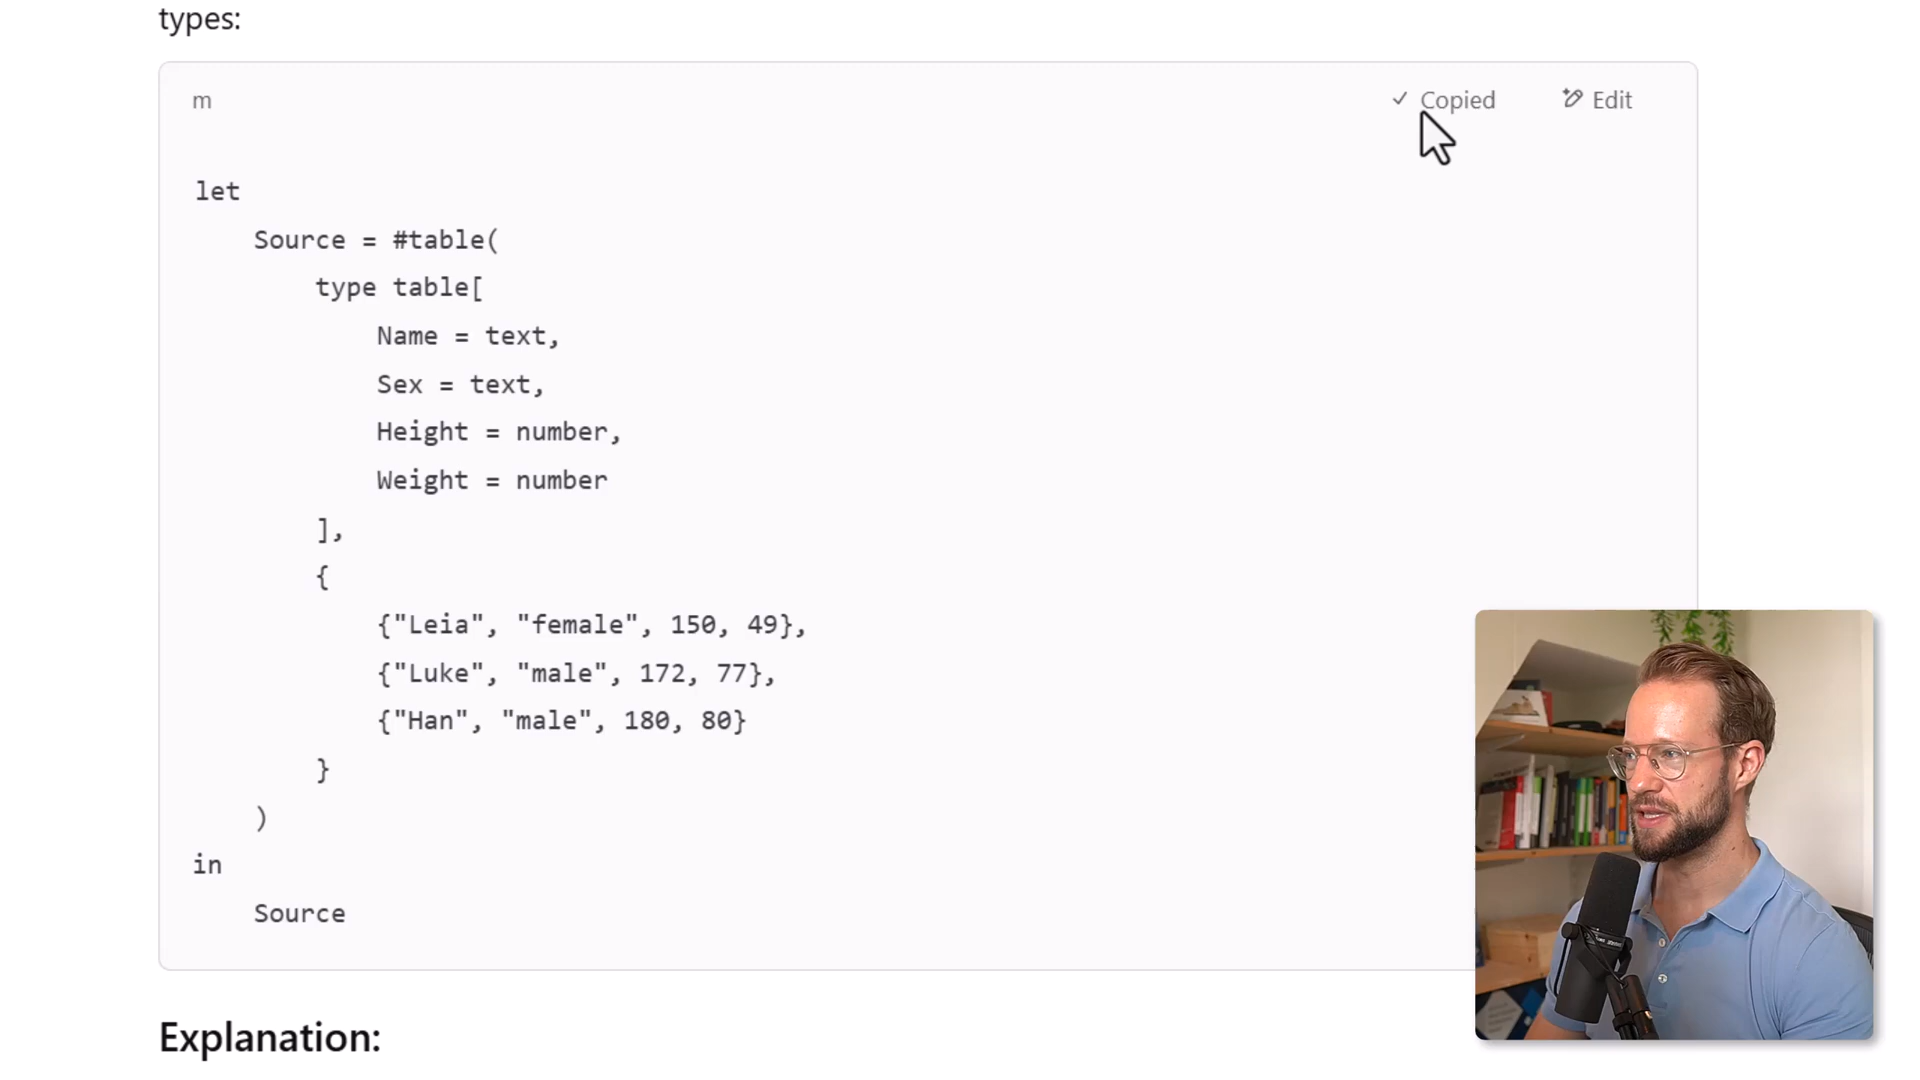 types:
m
Copied
Edit
let
Source = #table(
type table[
Name = text,
Sex = text,
Height = number,
Weight = number
],
{
{"Leia", "female", 150, 49},
{"Luke", "male", 172, 77},
{"Han", "male", 180, 80}
}
)
in
Source
Explanation: